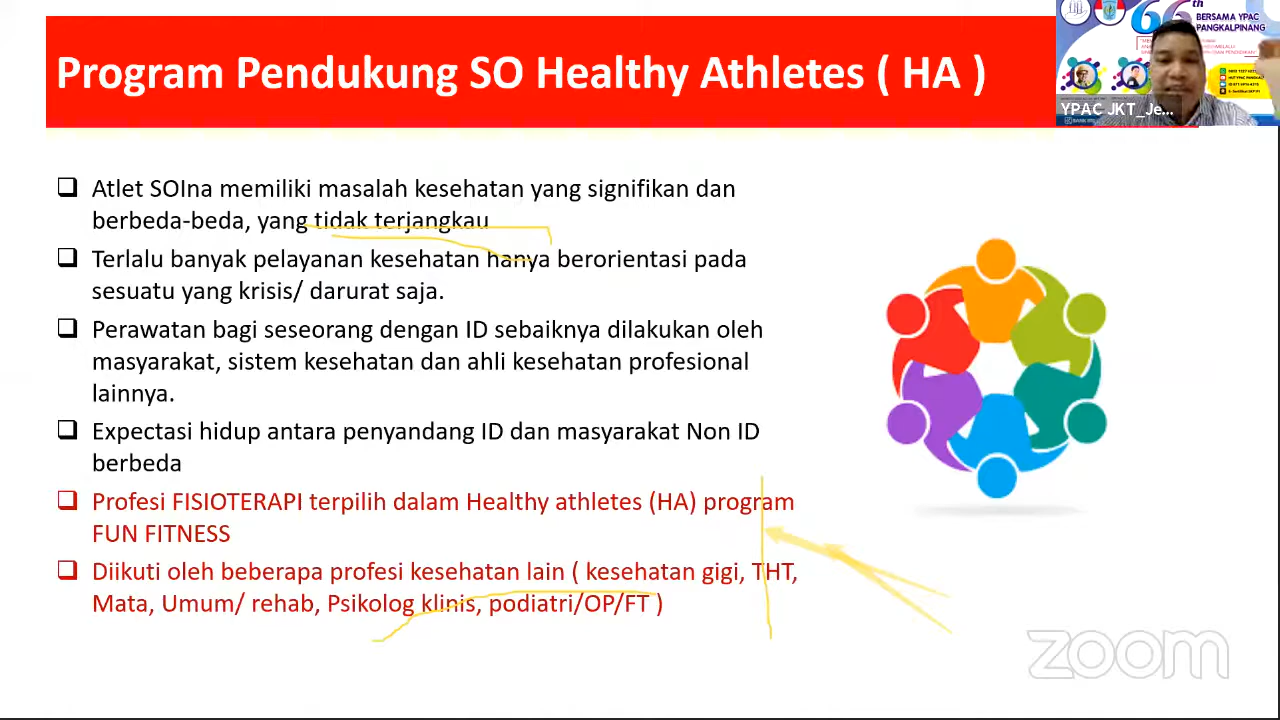 Program Pendukung SO Healthy Athletes ( HA )
66th
BERSAMA YPAC
PANGKALPINANG
YPAC JKT_Je...
❑ Atlet SOIna memiliki masalah kesehatan yang signifikan dan
berbeda-beda, yang tidak terjangkau
❑ Terlalu banyak pelayanan kesehatan hanya berorientasi pada
sesuatu yang krisis/ darurat saja.
❑ Perawatan bagi seseorang dengan ID sebaiknya dilakukan oleh
masyarakat, sistem kesehatan dan ahli kesehatan profesional
lainnya.
❑ Expectasi hidup antara penyandang ID dan masyarakat Non ID
berbeda
❑ Profesi FISIOTERAPI terpilih dalam Healthy athletes (HA) program
FUN FITNESS
❑ Diikuti oleh beberapa profesi kesehatan lain ( kesehatan gigi, THT,
Mata, Umum/ rehab, Psikolog klinis, podiatri/OP/FT )
zoom